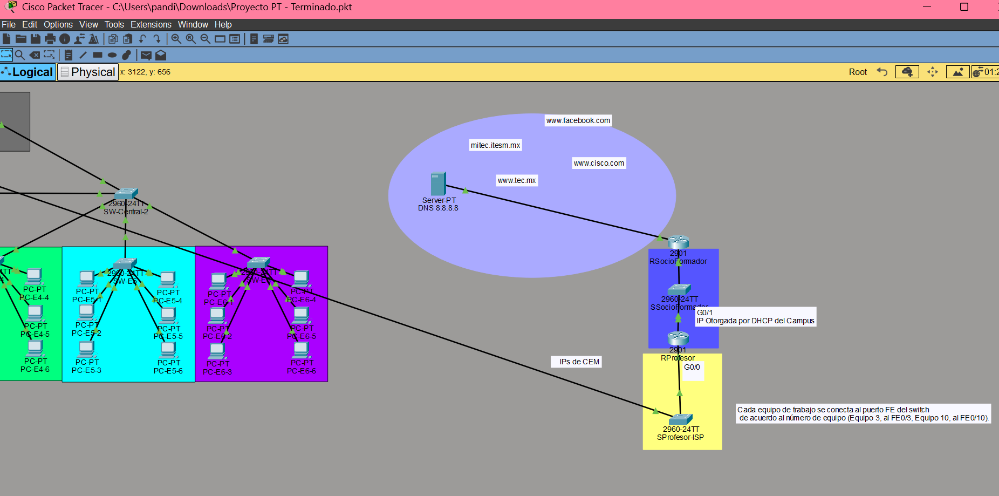 Cisco Packet Tracer - C:\Users\pandi\Downloads\Proyecto PT - Terminado.pkt
File Edit Options View Tools Extensions Window Help
Logical Physical x: 3122, y: 656 Root
www.facebook.com
mitec.itesm.mx
www.cisco.com
www.tec.mx
Server-PT
DNS 8.8.8.8
2960-24TT
SW-Central-2
2901
RSocioFormador
2960-24TT
SSocioFormador
G0/1
IP Otorgada por DHCP del Campus
2901
RProfesor
G0/0
IPs de CEM
2960-24TT
SProfesor-ISP
Cada equipo de trabajo se conecta al puerto FE del switch
de acuerdo al número de equipo (Equipo 3, al FE0/3, Equipo 10, al FE0/10).
PC-PT
PC-E4-4
PC-PT
PC-E4-5
PC-PT
PC-E4-6
2960-24TT
SW-E5
PC-PT
PC-E5-1
PC-PT
PC-E5-2
PC-PT
PC-E5-3
PC-PT
PC-E5-4
PC-PT
PC-E5-5
PC-PT
PC-E5-6
2960-24TT
SW-E6
PC-PT
PC-E6-1
PC-PT
PC-E6-2
PC-PT
PC-E6-3
PC-PT
PC-E6-4
PC-PT
PC-E6-5
PC-PT
PC-E6-6